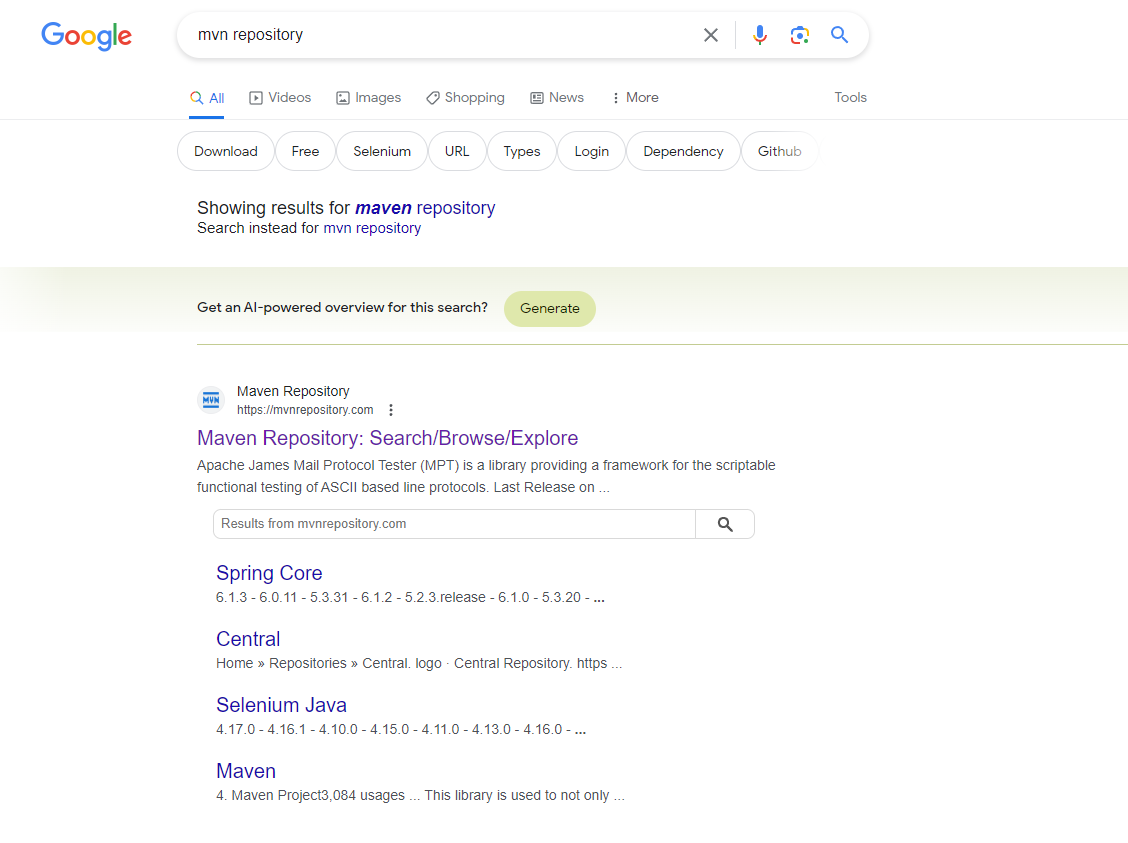 Google
mvn repository
All Videos Images Shopping News More Tools
Download Free Selenium URL Types Login Dependency Github
Showing results for maven repository
Search instead for mvn repository
Get an AI-powered overview for this search? Generate
MVN
Maven Repository
https://mvnrepository.com
Maven Repository: Search/Browse/Explore
Apache James Mail Protocol Tester (MPT) is a library providing a framework for the scriptable
functional testing of ASCII based line protocols. Last Release on ...
Results from mvnrepository.com
Spring Core
6.1.3 - 6.0.11 - 5.3.31 - 6.1.2 - 5.2.3.release - 6.1.0 - 5.3.20 - ...
Central
Home » Repositories » Central. logo · Central Repository. https ...
Selenium Java
4.17.0 - 4.16.1 - 4.10.0 - 4.15.0 - 4.11.0 - 4.13.0 - 4.16.0 - ...
Maven
4. Maven Project3,084 usages ... This library is used to not only ...